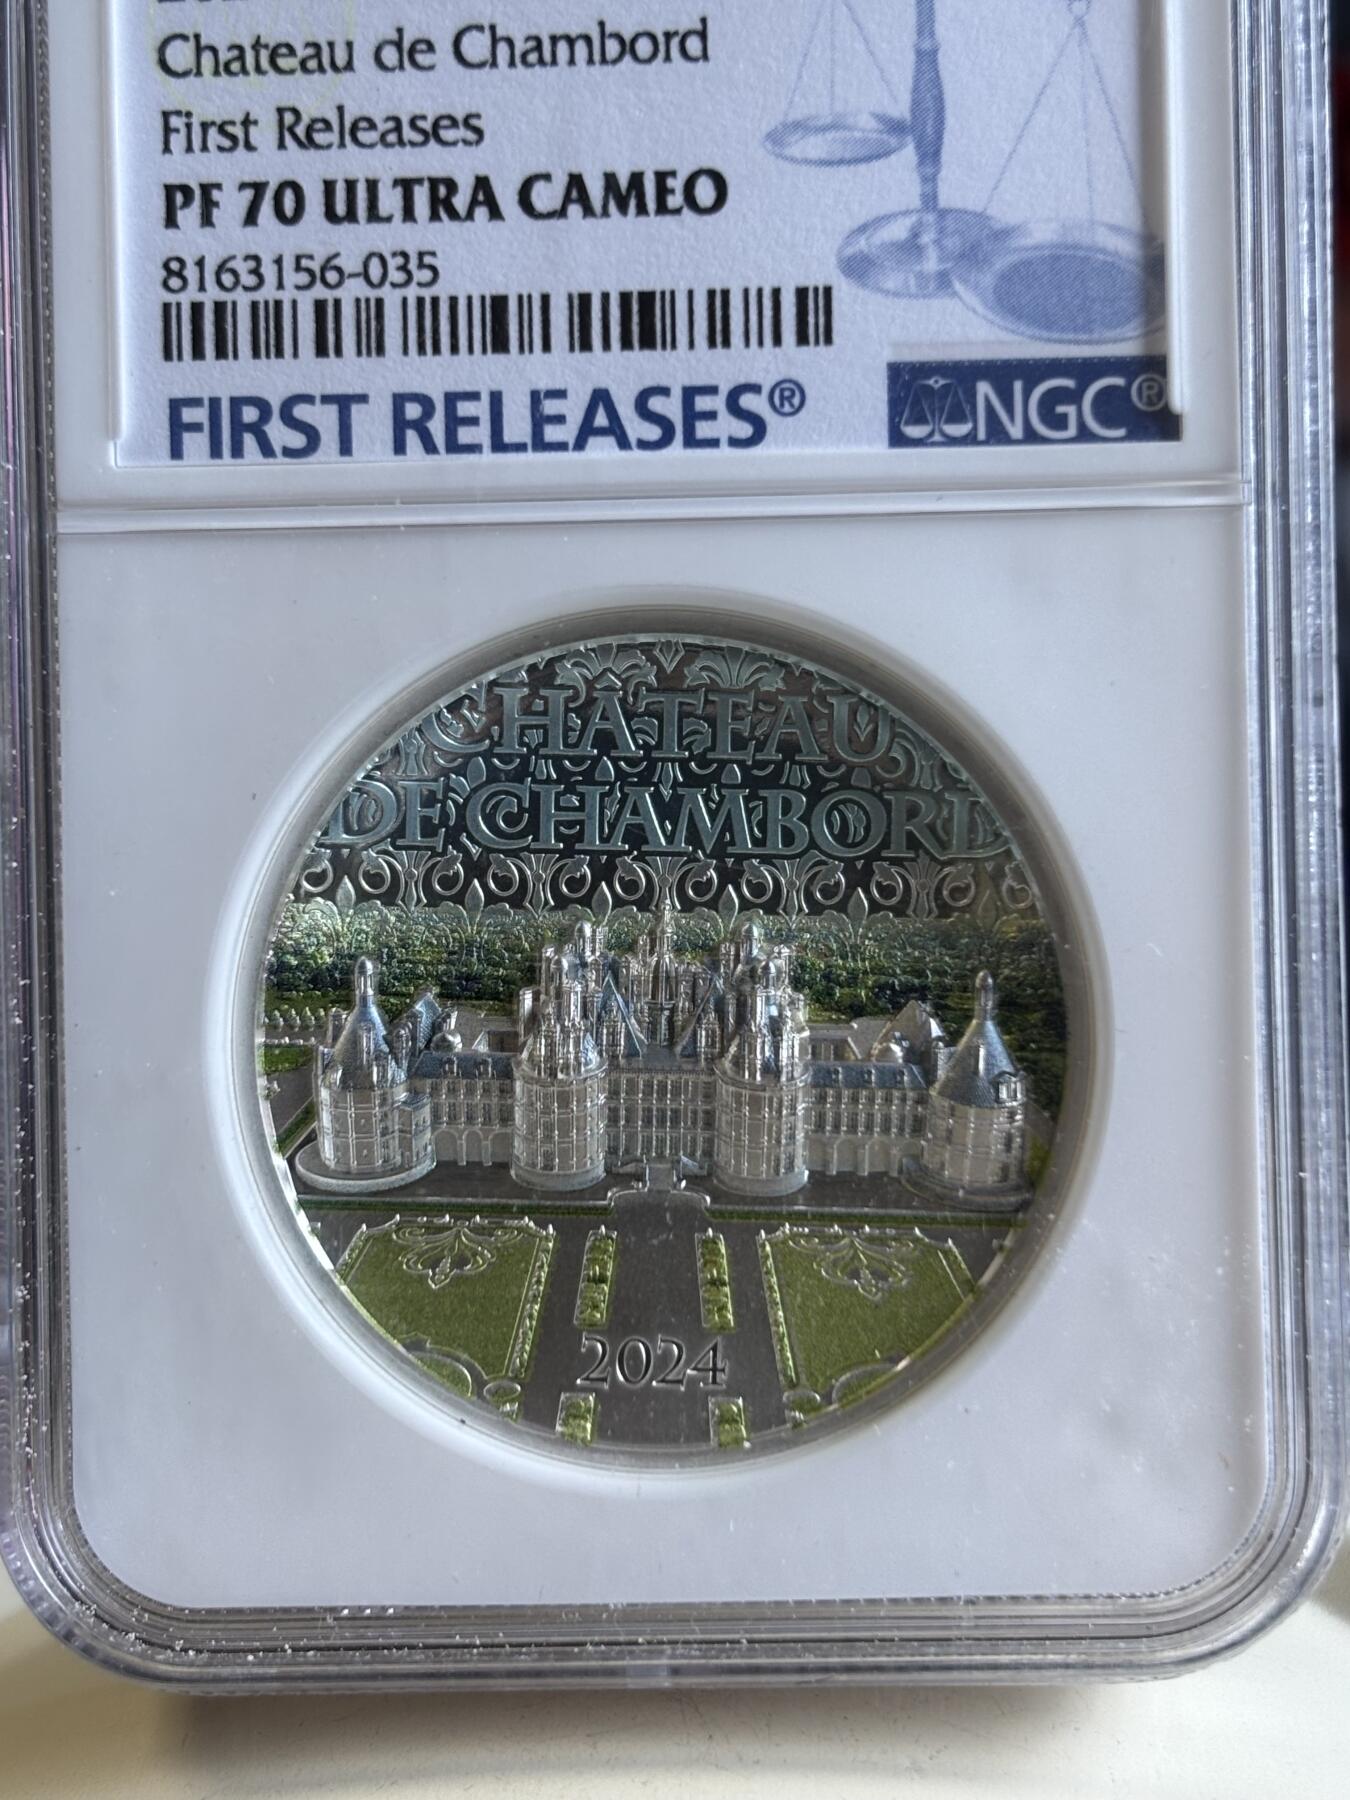 Chateau de Chambord
First Releases
PF 70 ULTRA CAMEO
8163156-035
FIRST RELEASES®
NGC®
CHÂTEAU
DE CHAMBORD
2024